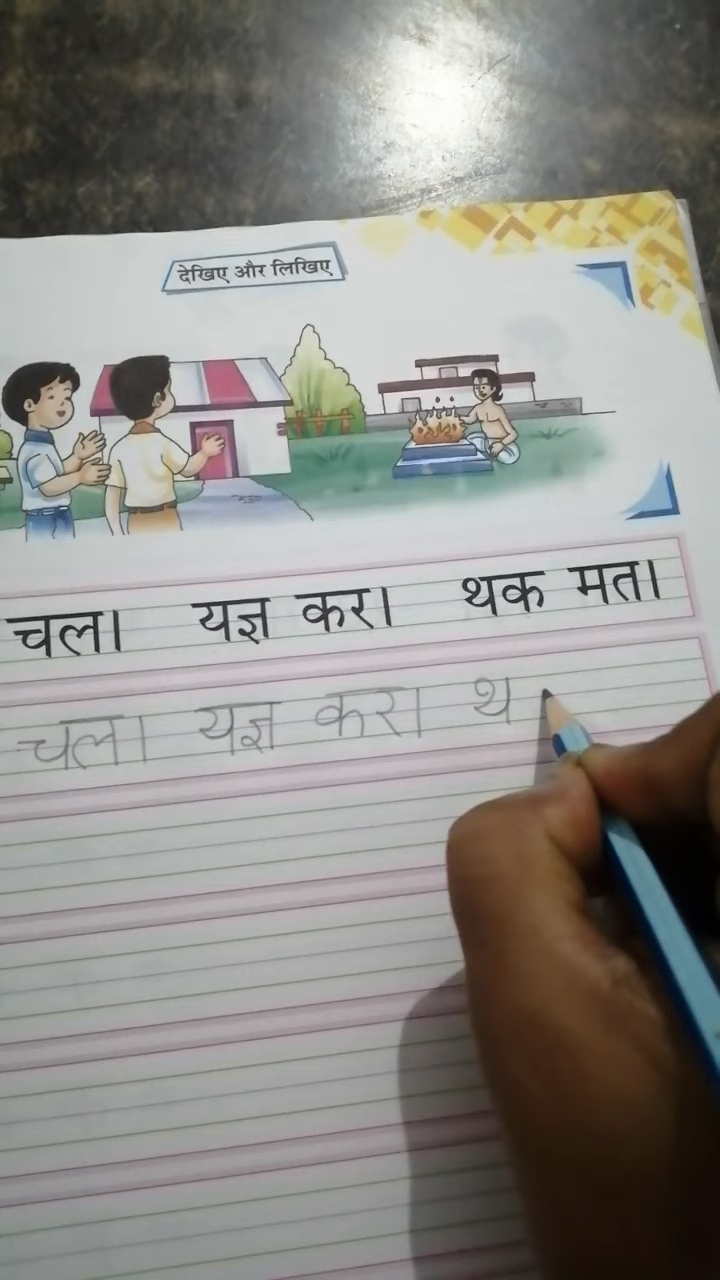 देखिए और लिखिए
चल। यज्ञ कर। थक मत।
चल। यज्ञ कर। थ